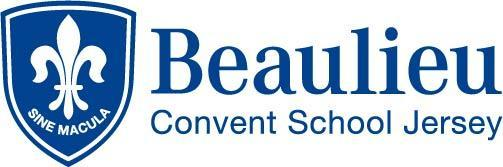 SINE MACULA
Beaulieu
Convent School Jersey